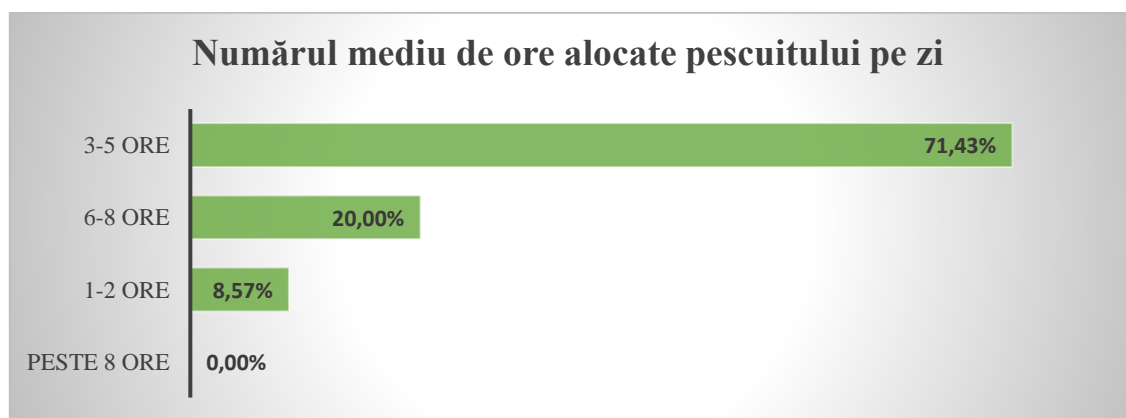 Numărul mediu de ore alocate pescuitului pe zi
3-5 ORE
71,43%
6-8 ORE
20,00%
1-2 ORE
8,57%
PESTE 8 ORE
0,00%